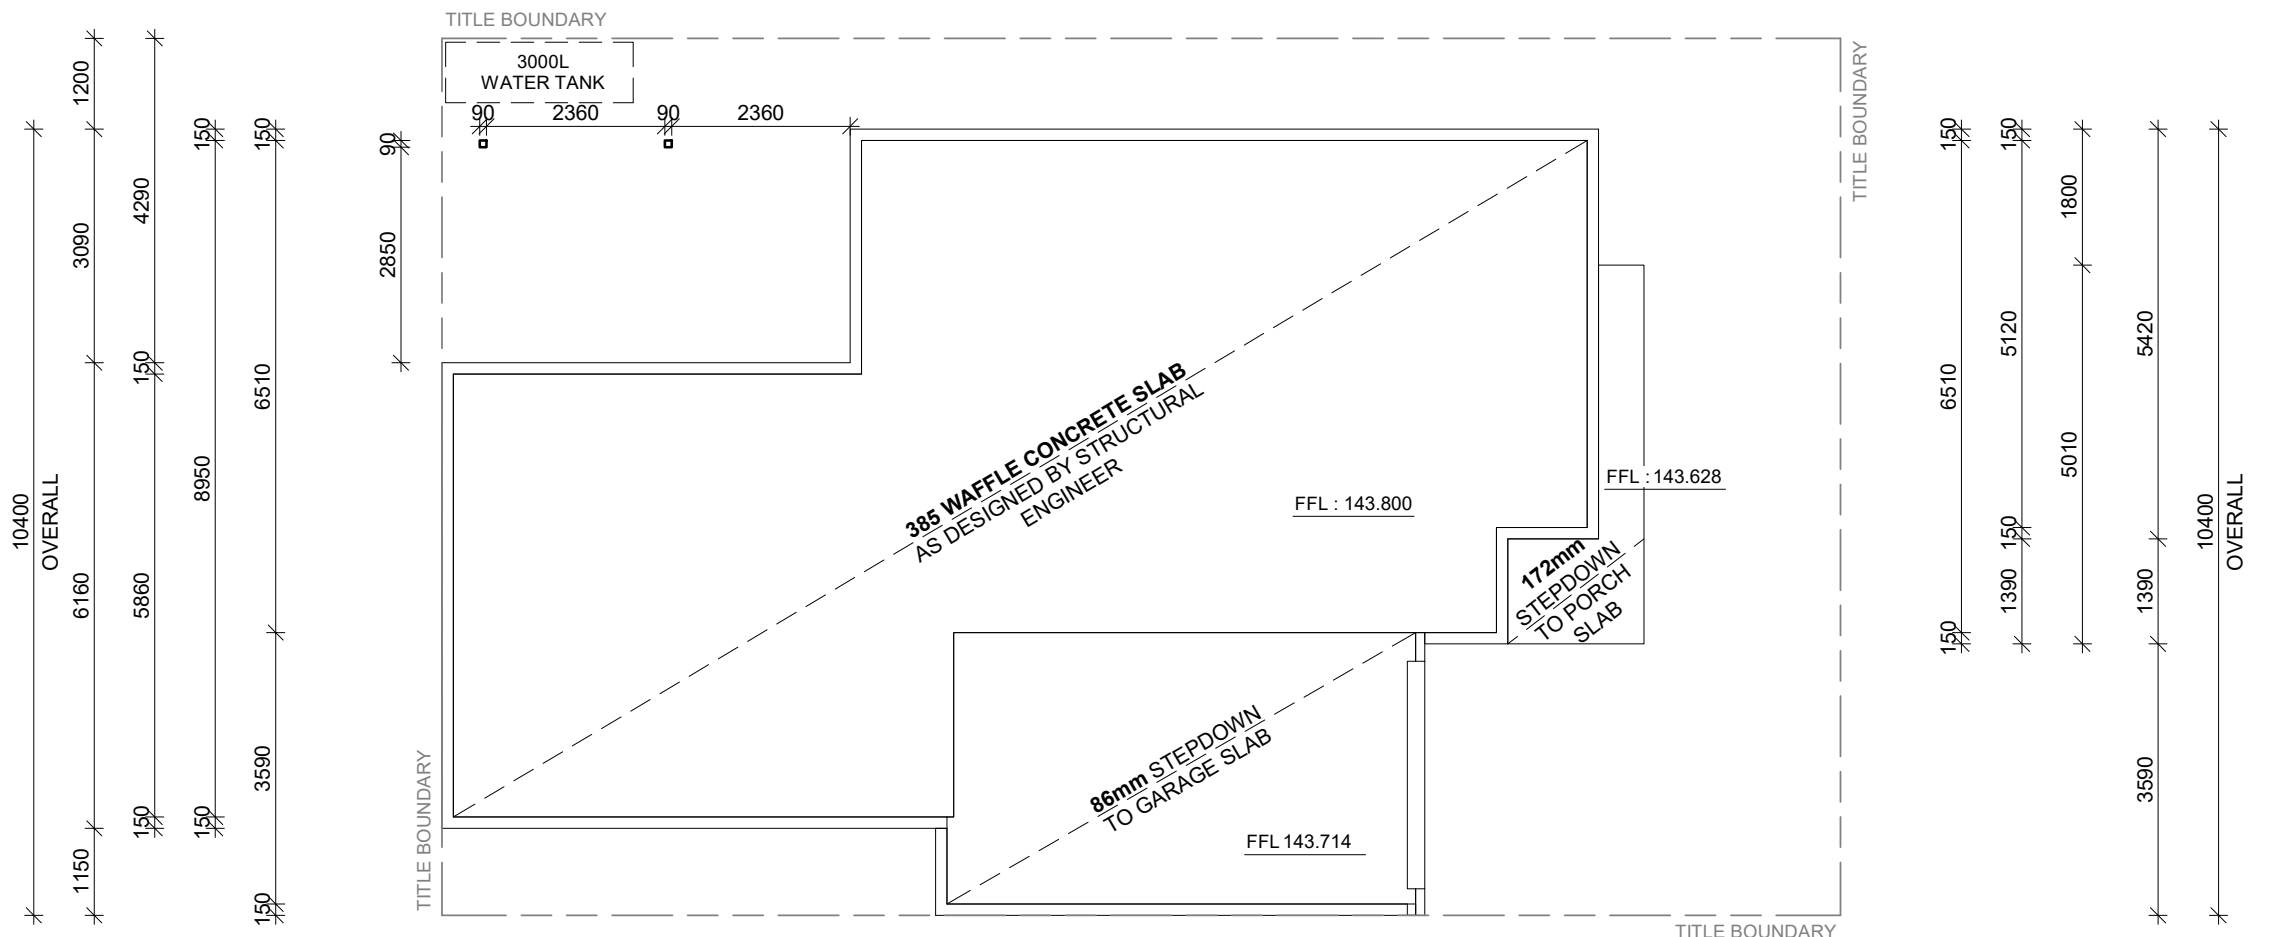 TITLE BOUNDARY
3000L
WATER TANK
90
2360
90
2360
90
2850
TITLE BOUNDARY
1200
3090
6160
1150
10400
OVERALL
4290
150
5860
150
150
8950
150
150
6510
3590
150
385 WAFFLE CONCRETE SLAB
AS DESIGNED BY STRUCTURAL
ENGINEER
FFL : 143.800
FFL : 143.628
172mm
STEPDOWN
TO PORCH
SLAB
86mm STEPDOWN
TO GARAGE SLAB
FFL 143.714
TITLE BOUNDARY
TITLE BOUNDARY
150
6510
150
150
5120
150
1390
1800
5010
5420
1390
3590
10400
OVERALL